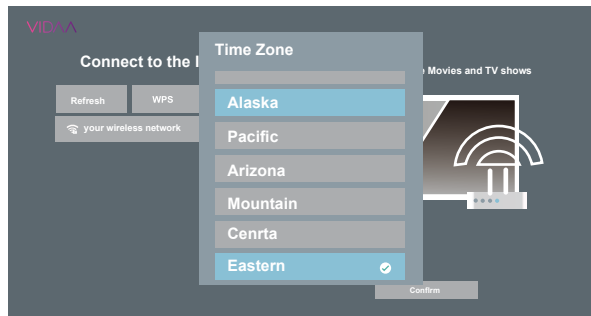 VIDAA
Time Zone
Connect to the I
Movies and TV shows
Refresh
WPS
your wireless network
Alaska
Pacific
Arizona
Mountain
Cenrta
Eastern
Confirm